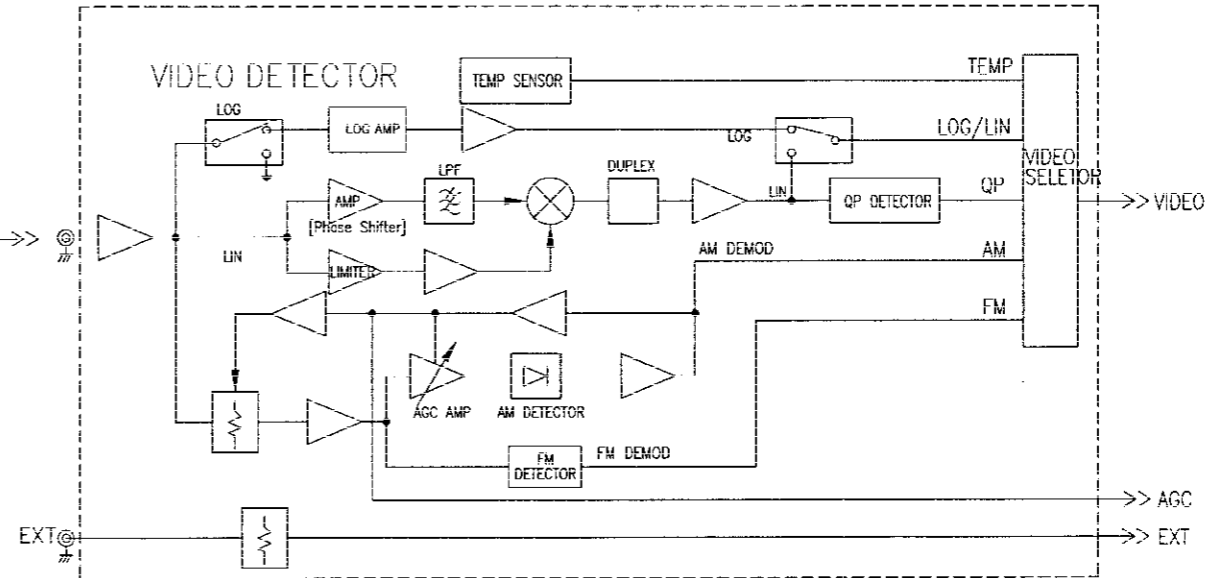 VIDEO DETECTOR
TEMP SENSOR
TEMP
LOG
LOG AMP
LOG
LOG/LIN
VIDEO
SELETOR
LPF
DUPLEX
AMP
[Phase Shifter]
LIN
QP DETECTOR
QP
VIDEO
LIN
LIMITER
AM DEMOD
AM
FM
AGC AMP
AM DETECTOR
FM
DETECTOR
FM DEMOD
AGC
EXT
EXT